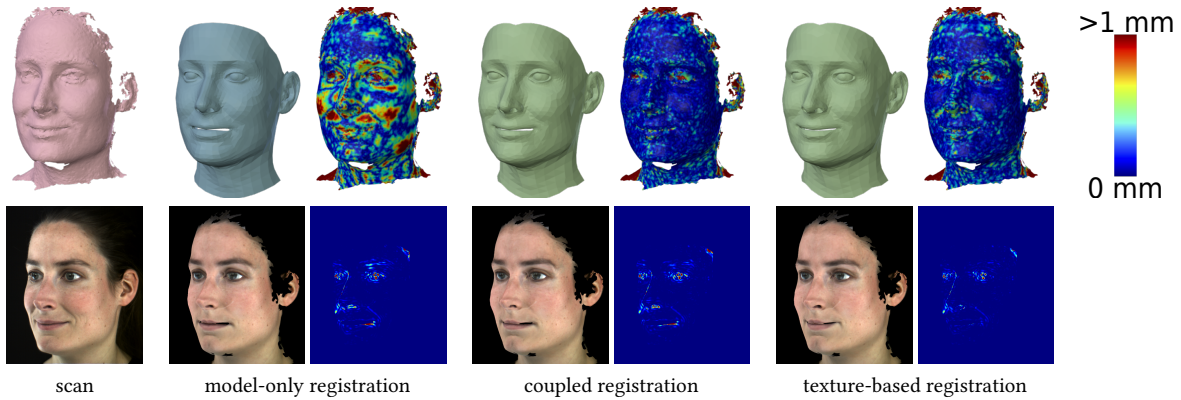 >1 mm
0 mm
scan
model-only registration
coupled registration
texture-based registration